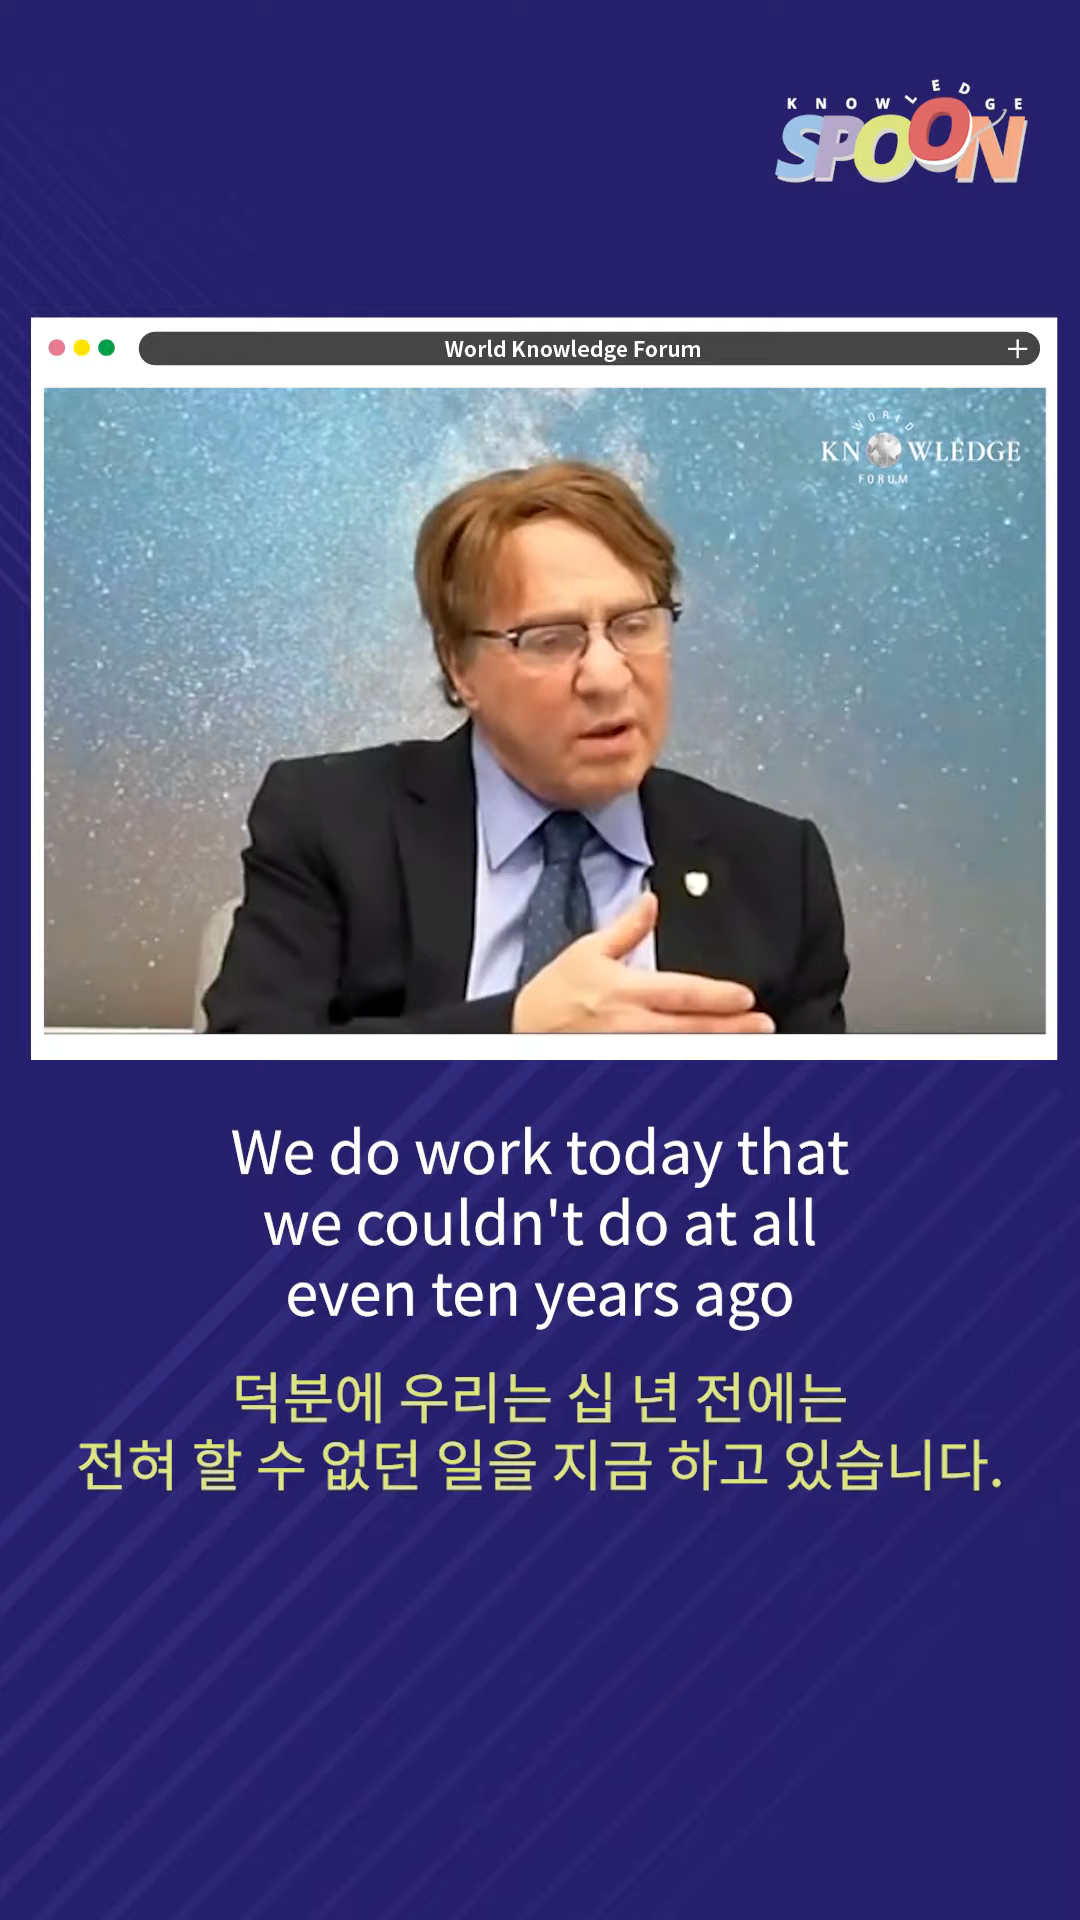 KNOWLEDGE
SPOON
World Knowledge Forum
WORLD
KNOWLEDGE
FORUM
We do work today that
we couldn't do at all
even ten years ago
덕분에 우리는 십 년 전에는
전혀 할 수 없던 일을 지금 하고 있습니다.